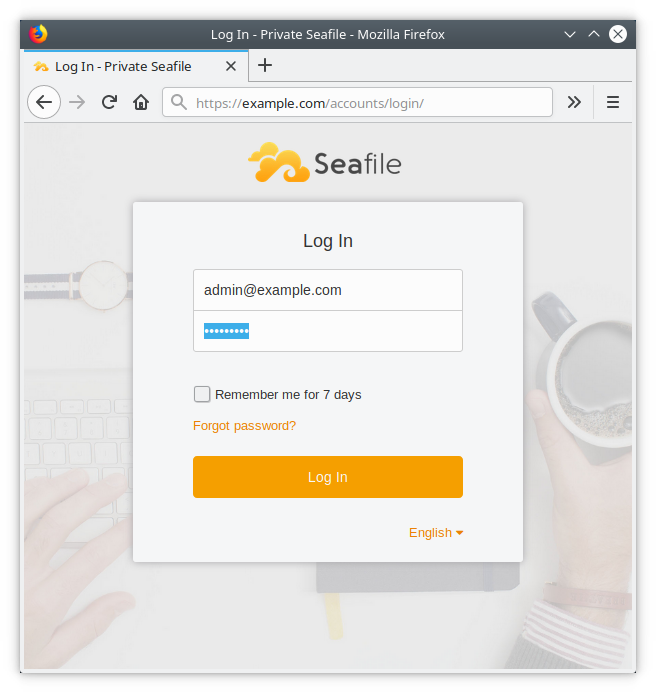 Log In - Private Seafile - Mozilla Firefox
Log In - Private Seafile
https://example.com/accounts/login/
Seafile
Log In
admin@example.com
•••••••••
Remember me for 7 days
Forgot password?
Log In
English